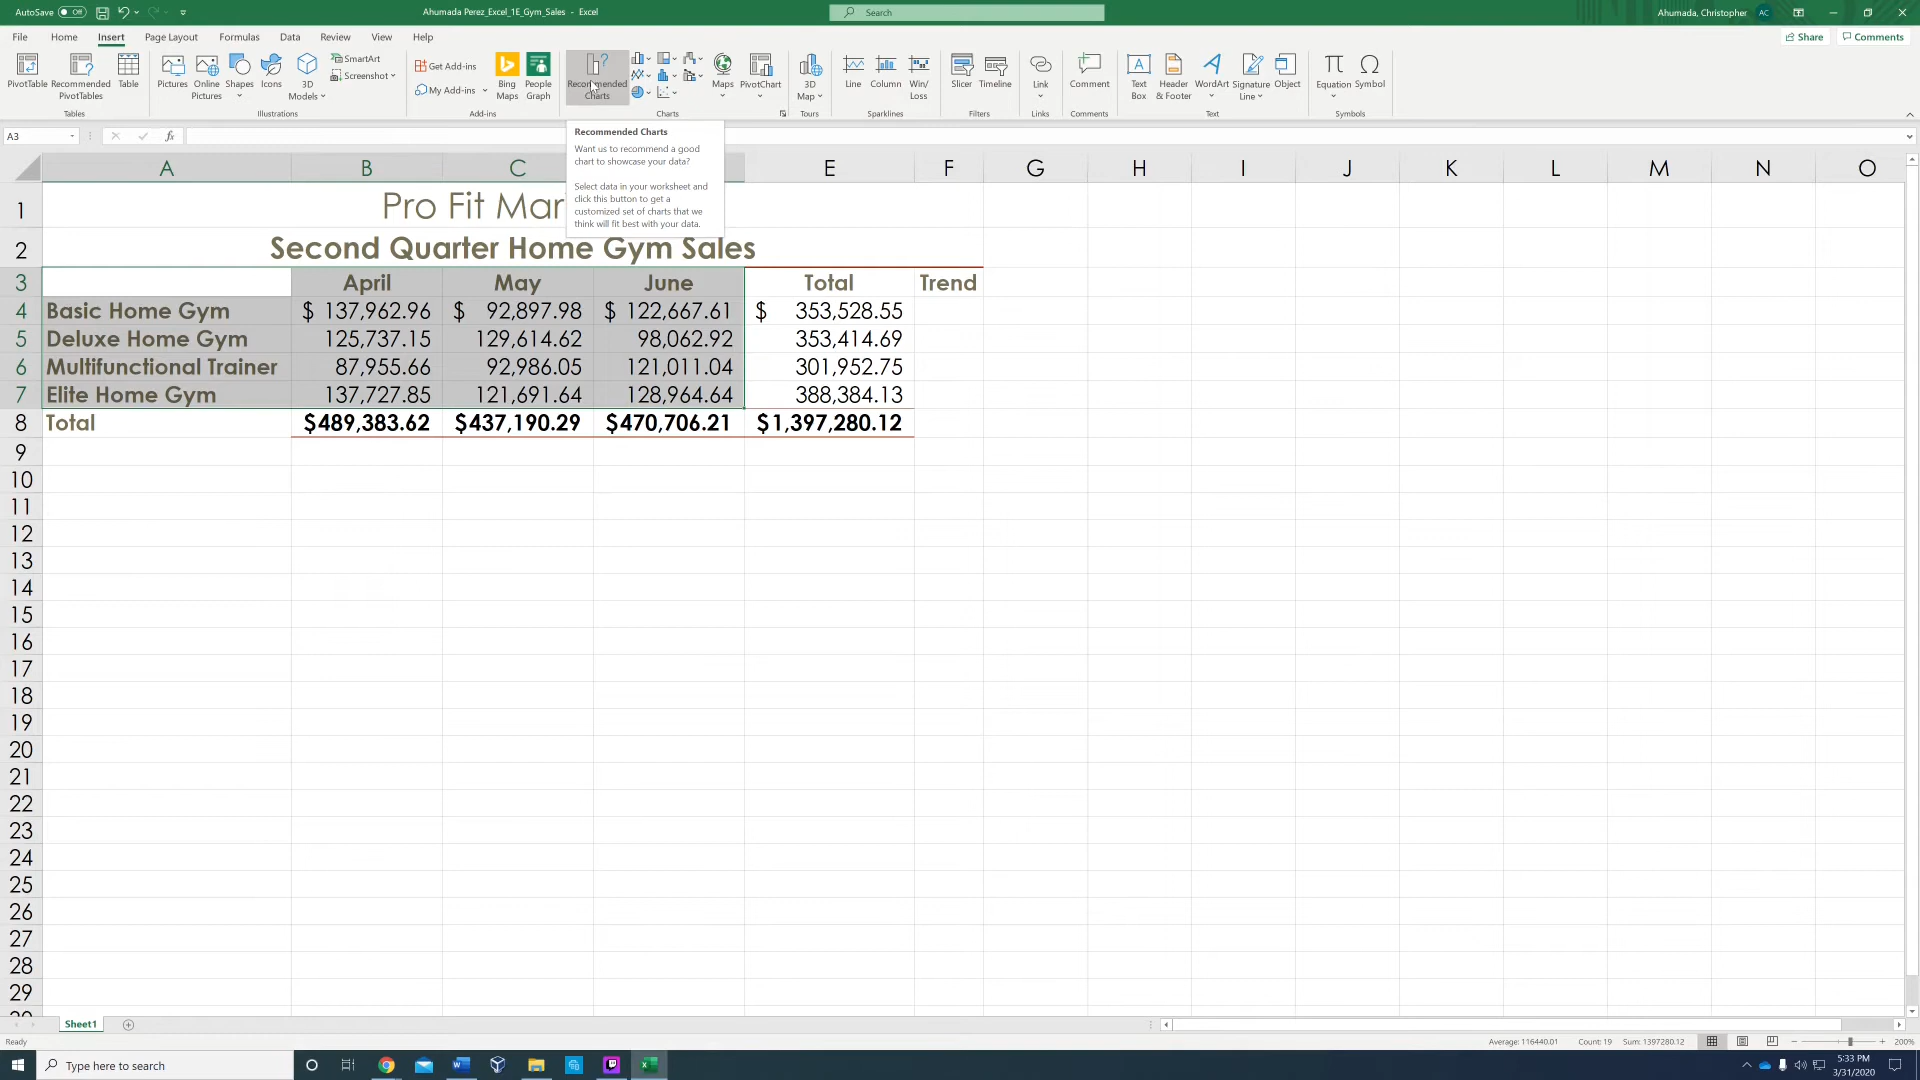 AutoSave Off
Ahumada Perez_Excel_1E_Gym_Sales - Excel
Search
Ahumada, Christopher AC
File Home Insert Page Layout Formulas Data Review View Help
Share Comments
PivotTable
Recommended
PivotTables
Table
Tables
Pictures
Online
Pictures
Shapes
Icons
3D
Models
SmartArt
Screenshot
Illustrations
Get Add-ins
My Add-ins
Bing
Maps
People
Graph
Add-ins
Recommended
Charts
Maps
PivotChart
Charts
3D
Map
Tours
Line
Column
Win/
Loss
Sparklines
Slicer
Timeline
Filters
Link
Links
Comment
Comments
Text
Box
Header
& Footer
WordArt
Signature
Line
Object
Text
Equation
Symbol
Symbols
A3
fx
Recommended Charts
Want us to recommend a good
chart to showcase your data?
Select data in your worksheet and
click this button to get a
customized set of charts that we
think will fit best with your data.
A B C E F G H I J K L M N O
1 Pro Fit Mar
2 Second Quarter Home Gym Sales
3 April May June Total Trend
4 Basic Home Gym $ 137,962.96 $ 92,897.98 $ 122,667.61 $ 353,528.55
5 Deluxe Home Gym 125,737.15 129,614.62 98,062.92 353,414.69
6 Multifunctional Trainer 87,955.66 92,986.05 121,011.04 301,952.75
7 Elite Home Gym 137,727.85 121,691.64 128,964.64 388,384.13
8 Total $489,383.62 $437,190.29 $470,706.21 $1,397,280.12
9
10
11
12
13
14
15
16
17
18
19
20
21
22
23
24
25
26
27
28
29
Sheet1
Ready
Average: 116440.01 Count: 19 Sum: 1397280.12
200%
Type here to search
5:33 PM
3/31/2020